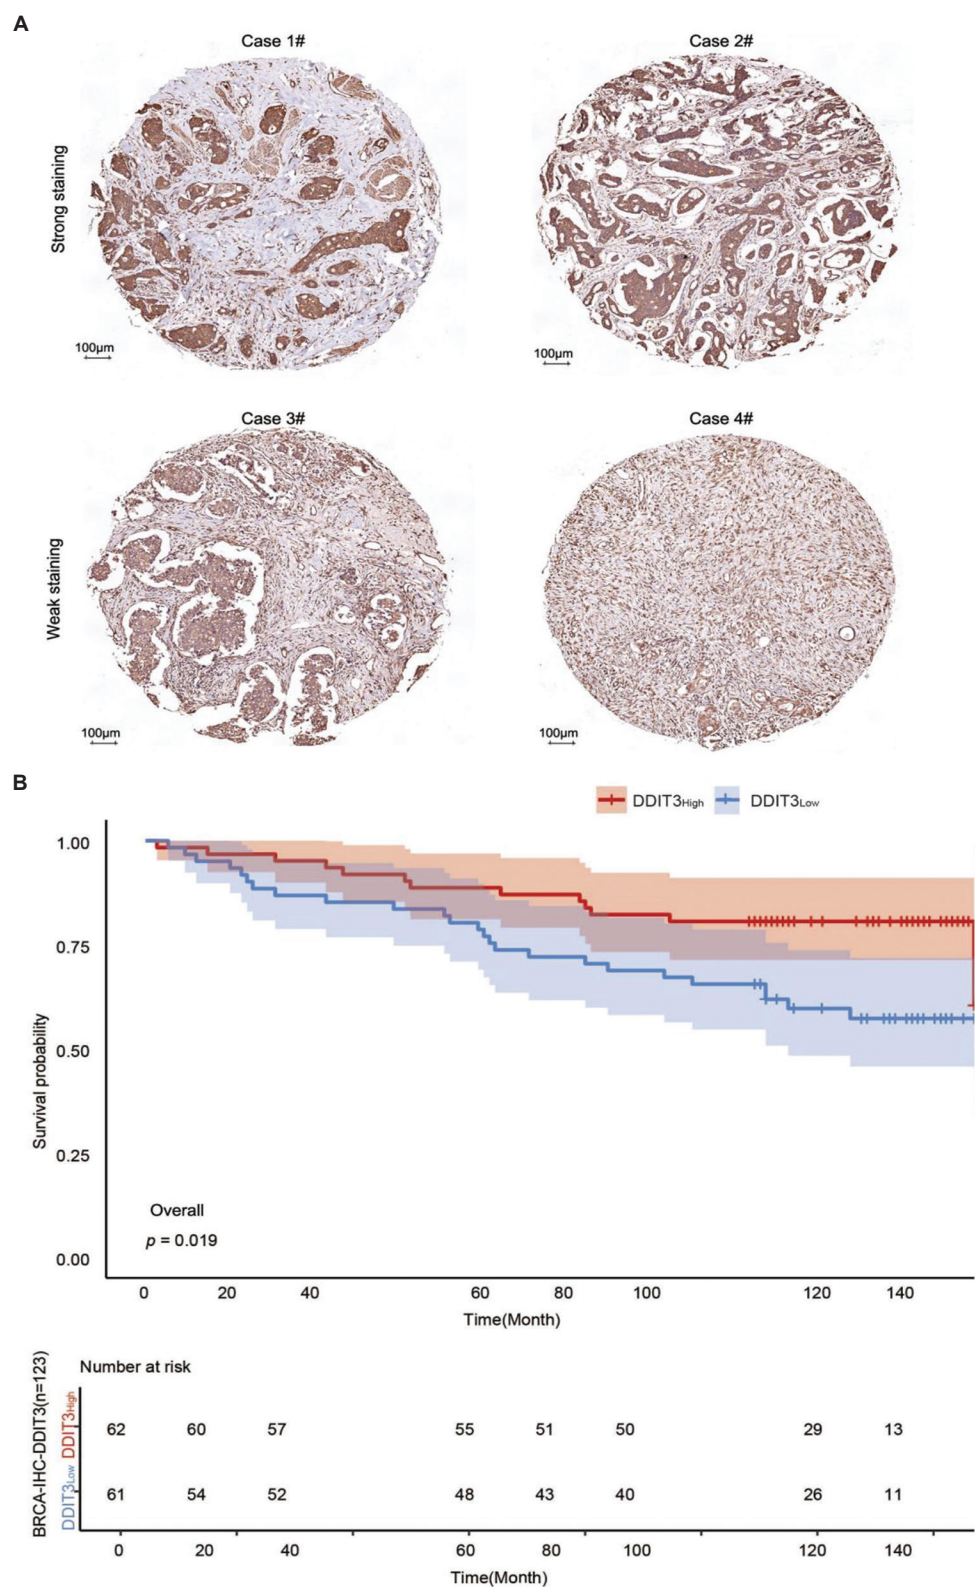 A
Case 1#
Case 2#
Strong staining
100μm
100μm
Case 3#
Case 4#
Weak staining
100μm
100μm
B
DDIT3High
DDIT3Low
1.00
0.75
0.50
0.25
0.00
Survival probability
Overall
p = 0.019
0 20 40 60 80 100 120 140
Time(Month)
BRCA-IHC-DDIT3(n=123)
Number at risk
DDIT3High
62 60 57 55 51 50 29 13
DDIT3Low
61 54 52 48 43 40 26 11
0 20 40 60 80 100 120 140
Time(Month)